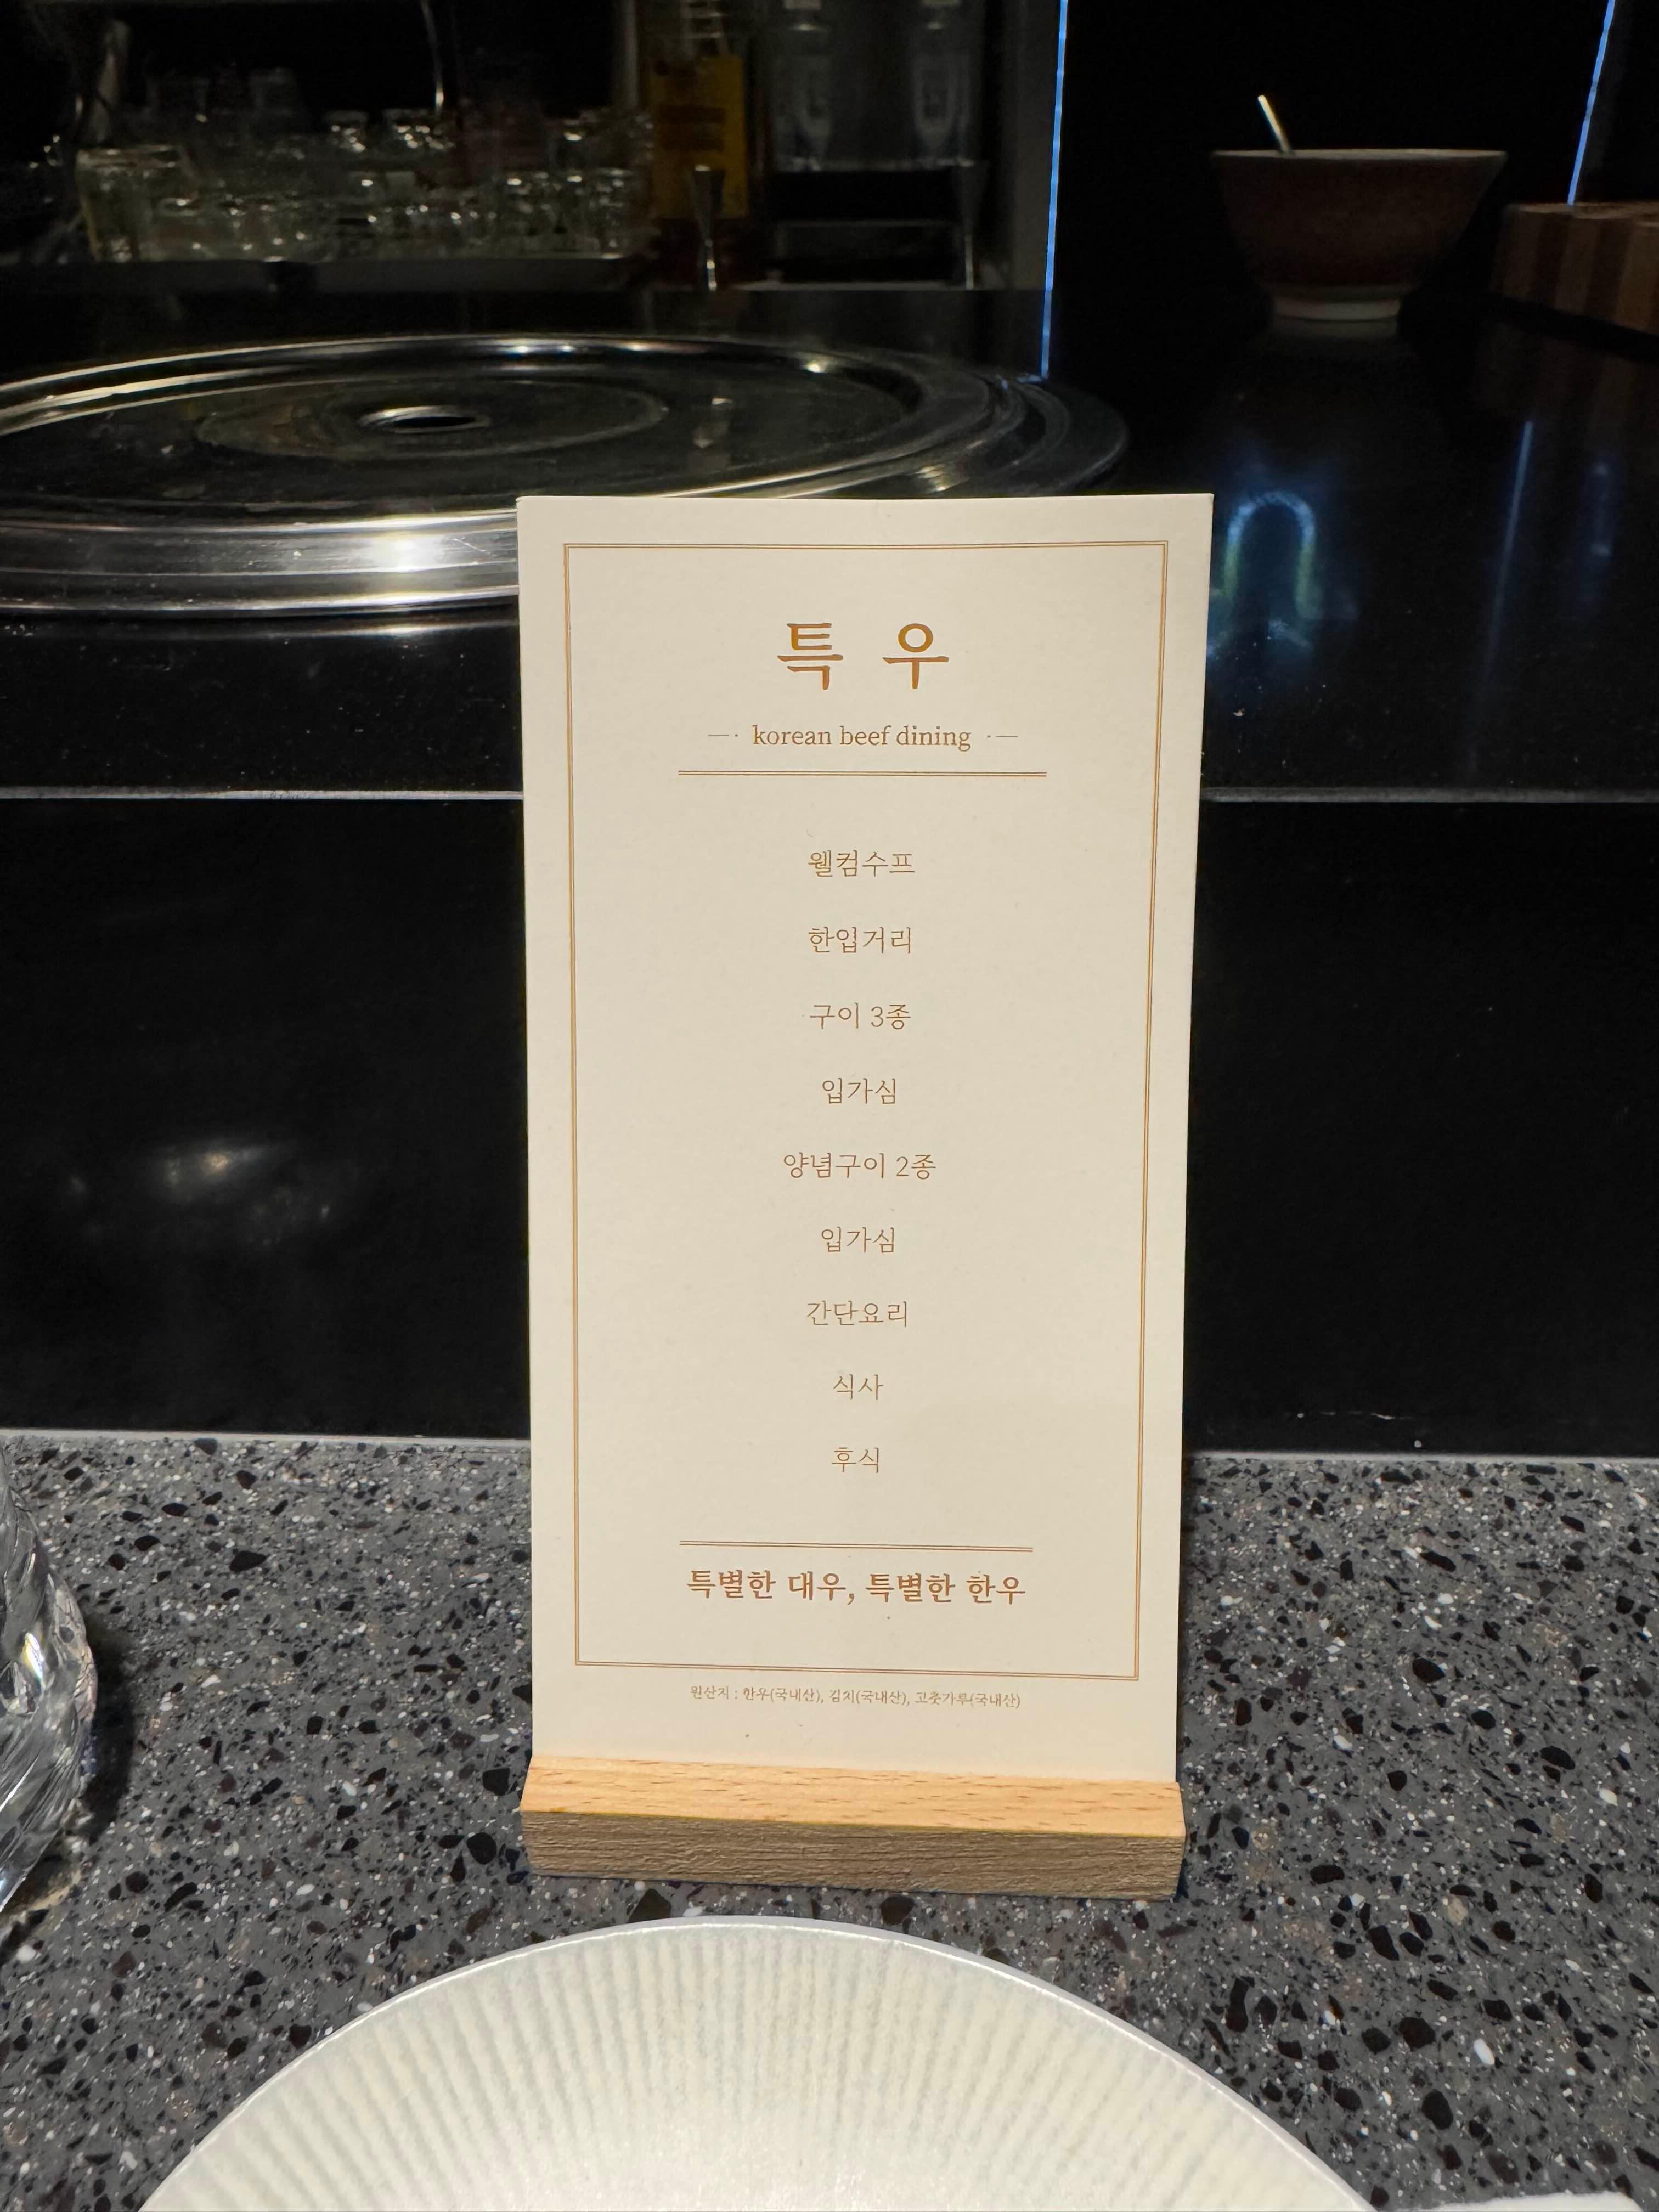 특 우
korean beef dining
웰컴수프
한입거리
구이 3종
입가심
양념구이 2종
입가심
간단요리
식사
후식
특별한 대우, 특별한 한우
원산지 : 한우(국내산), 김치(국내산), 고춧가루(국내산)